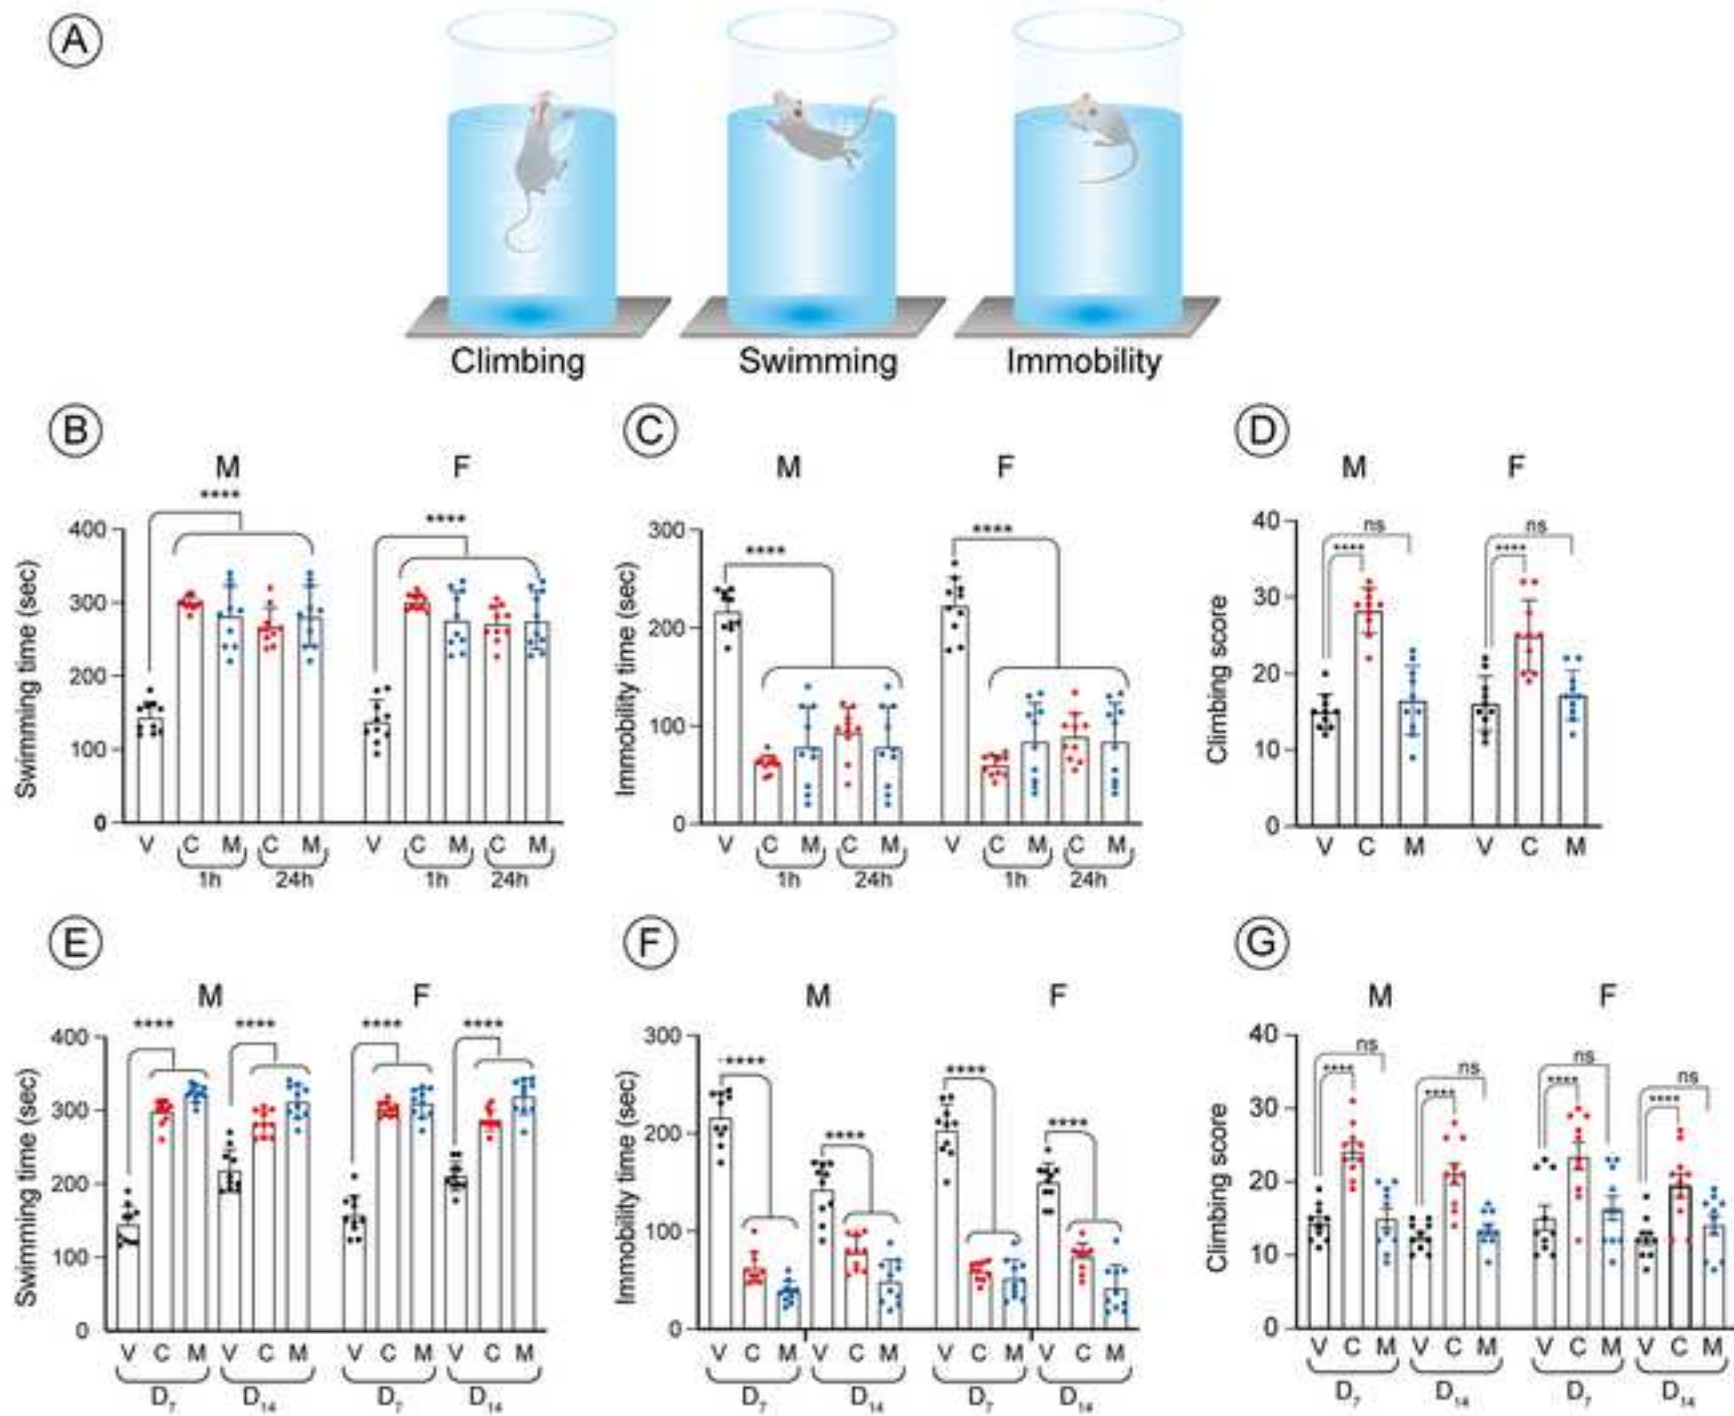 A
Climbing Swimming Immobility
B
M F
**** ****
Swimming time (sec)
400
300
200
100
0
V C M C M V C M C M
1h 24h 1h 24h
C
M F
**** ****
Immobility time (sec)
300
200
100
0
V C M C M V C M C M
1h 24h 1h 24h
D
M F
ns ns
**** ****
Climbing score
40
30
20
10
0
V C M V C M
E
M F
**** **** **** ****
Swimming time (sec)
400
300
200
100
0
V C M V C M V C M V C M
D7 D14 D7 D14
F
M F
**** **** **** ****
Immobility time (sec)
300
200
100
0
V C M V C M V C M V C M
D7 D14 D7 D14
G
M F
ns ns ns ns
**** **** **** ****
Climbing score
40
30
20
10
0
V C M V C M V C M V C M
D7 D14 D7 D14